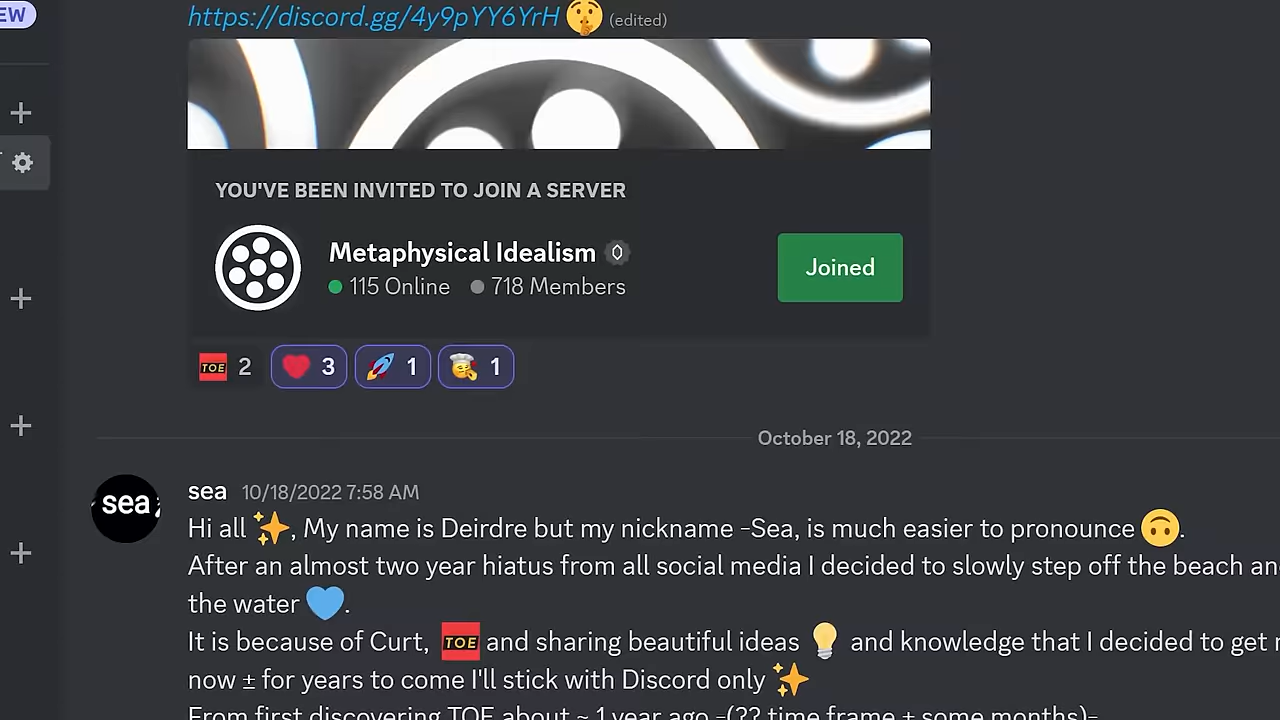 EW
https://discord.gg/4y9pYY6YrH 🤫 (edited)
YOU'VE BEEN INVITED TO JOIN A SERVER
Metaphysical Idealism
115 Online 718 Members
Joined
TOE 2 ❤️ 3 🚀 1 1
October 18, 2022
sea
sea 10/18/2022 7:58 AM
Hi all ✨, My name is Deirdre but my nickname -Sea, is much easier to pronounce 🙃.
After an almost two year hiatus from all social media I decided to slowly step off the beach an
the water 💙.
It is because of Curt, TOE and sharing beautiful ideas 💡 and knowledge that I decided to get
now ± for years to come I'll stick with Discord only ✨
From first discovering TOE about ~ 1 year ago -(?? time frame ± some months)-